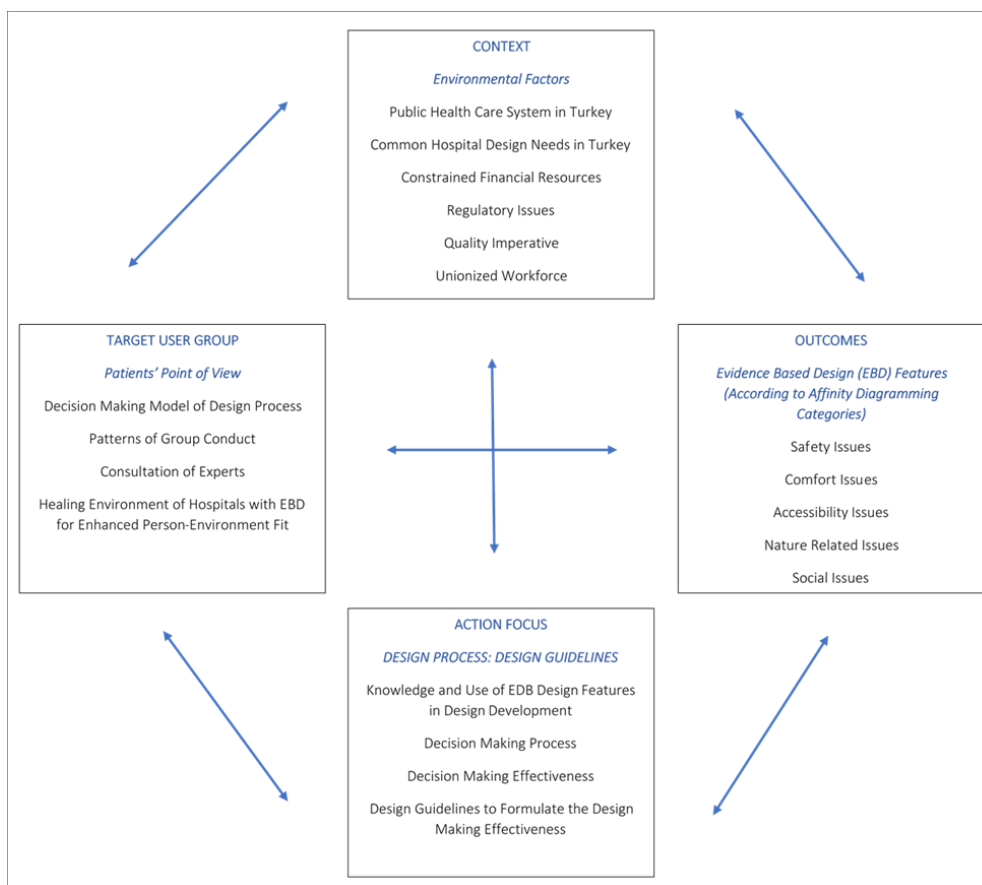 CONTEXT
Environmental Factors
Public Health Care System in Turkey
Common Hospital Design Needs in Turkey
Constrained Financial Resources
Regulatory Issues
Quality Imperative
Unionized Workforce
TARGET USER GROUP
Patients' Point of View
Decision Making Model of Design Process
Patterns of Group Conduct
Consultation of Experts
Healing Environment of Hospitals with EBD
for Enhanced Person-Environment Fit
OUTCOMES
Evidence Based Design (EBD) Features
(According to Affinity Diagramming
Categories)
Safety Issues
Comfort Issues
Accessibility Issues
Nature Related Issues
Social Issues
ACTION FOCUS
DESIGN PROCESS: DESIGN GUIDELINES
Knowledge and Use of EDB Design Features
in Design Development
Decision Making Process
Decision Making Effectiveness
Design Guidelines to Formulate the Design
Making Effectiveness